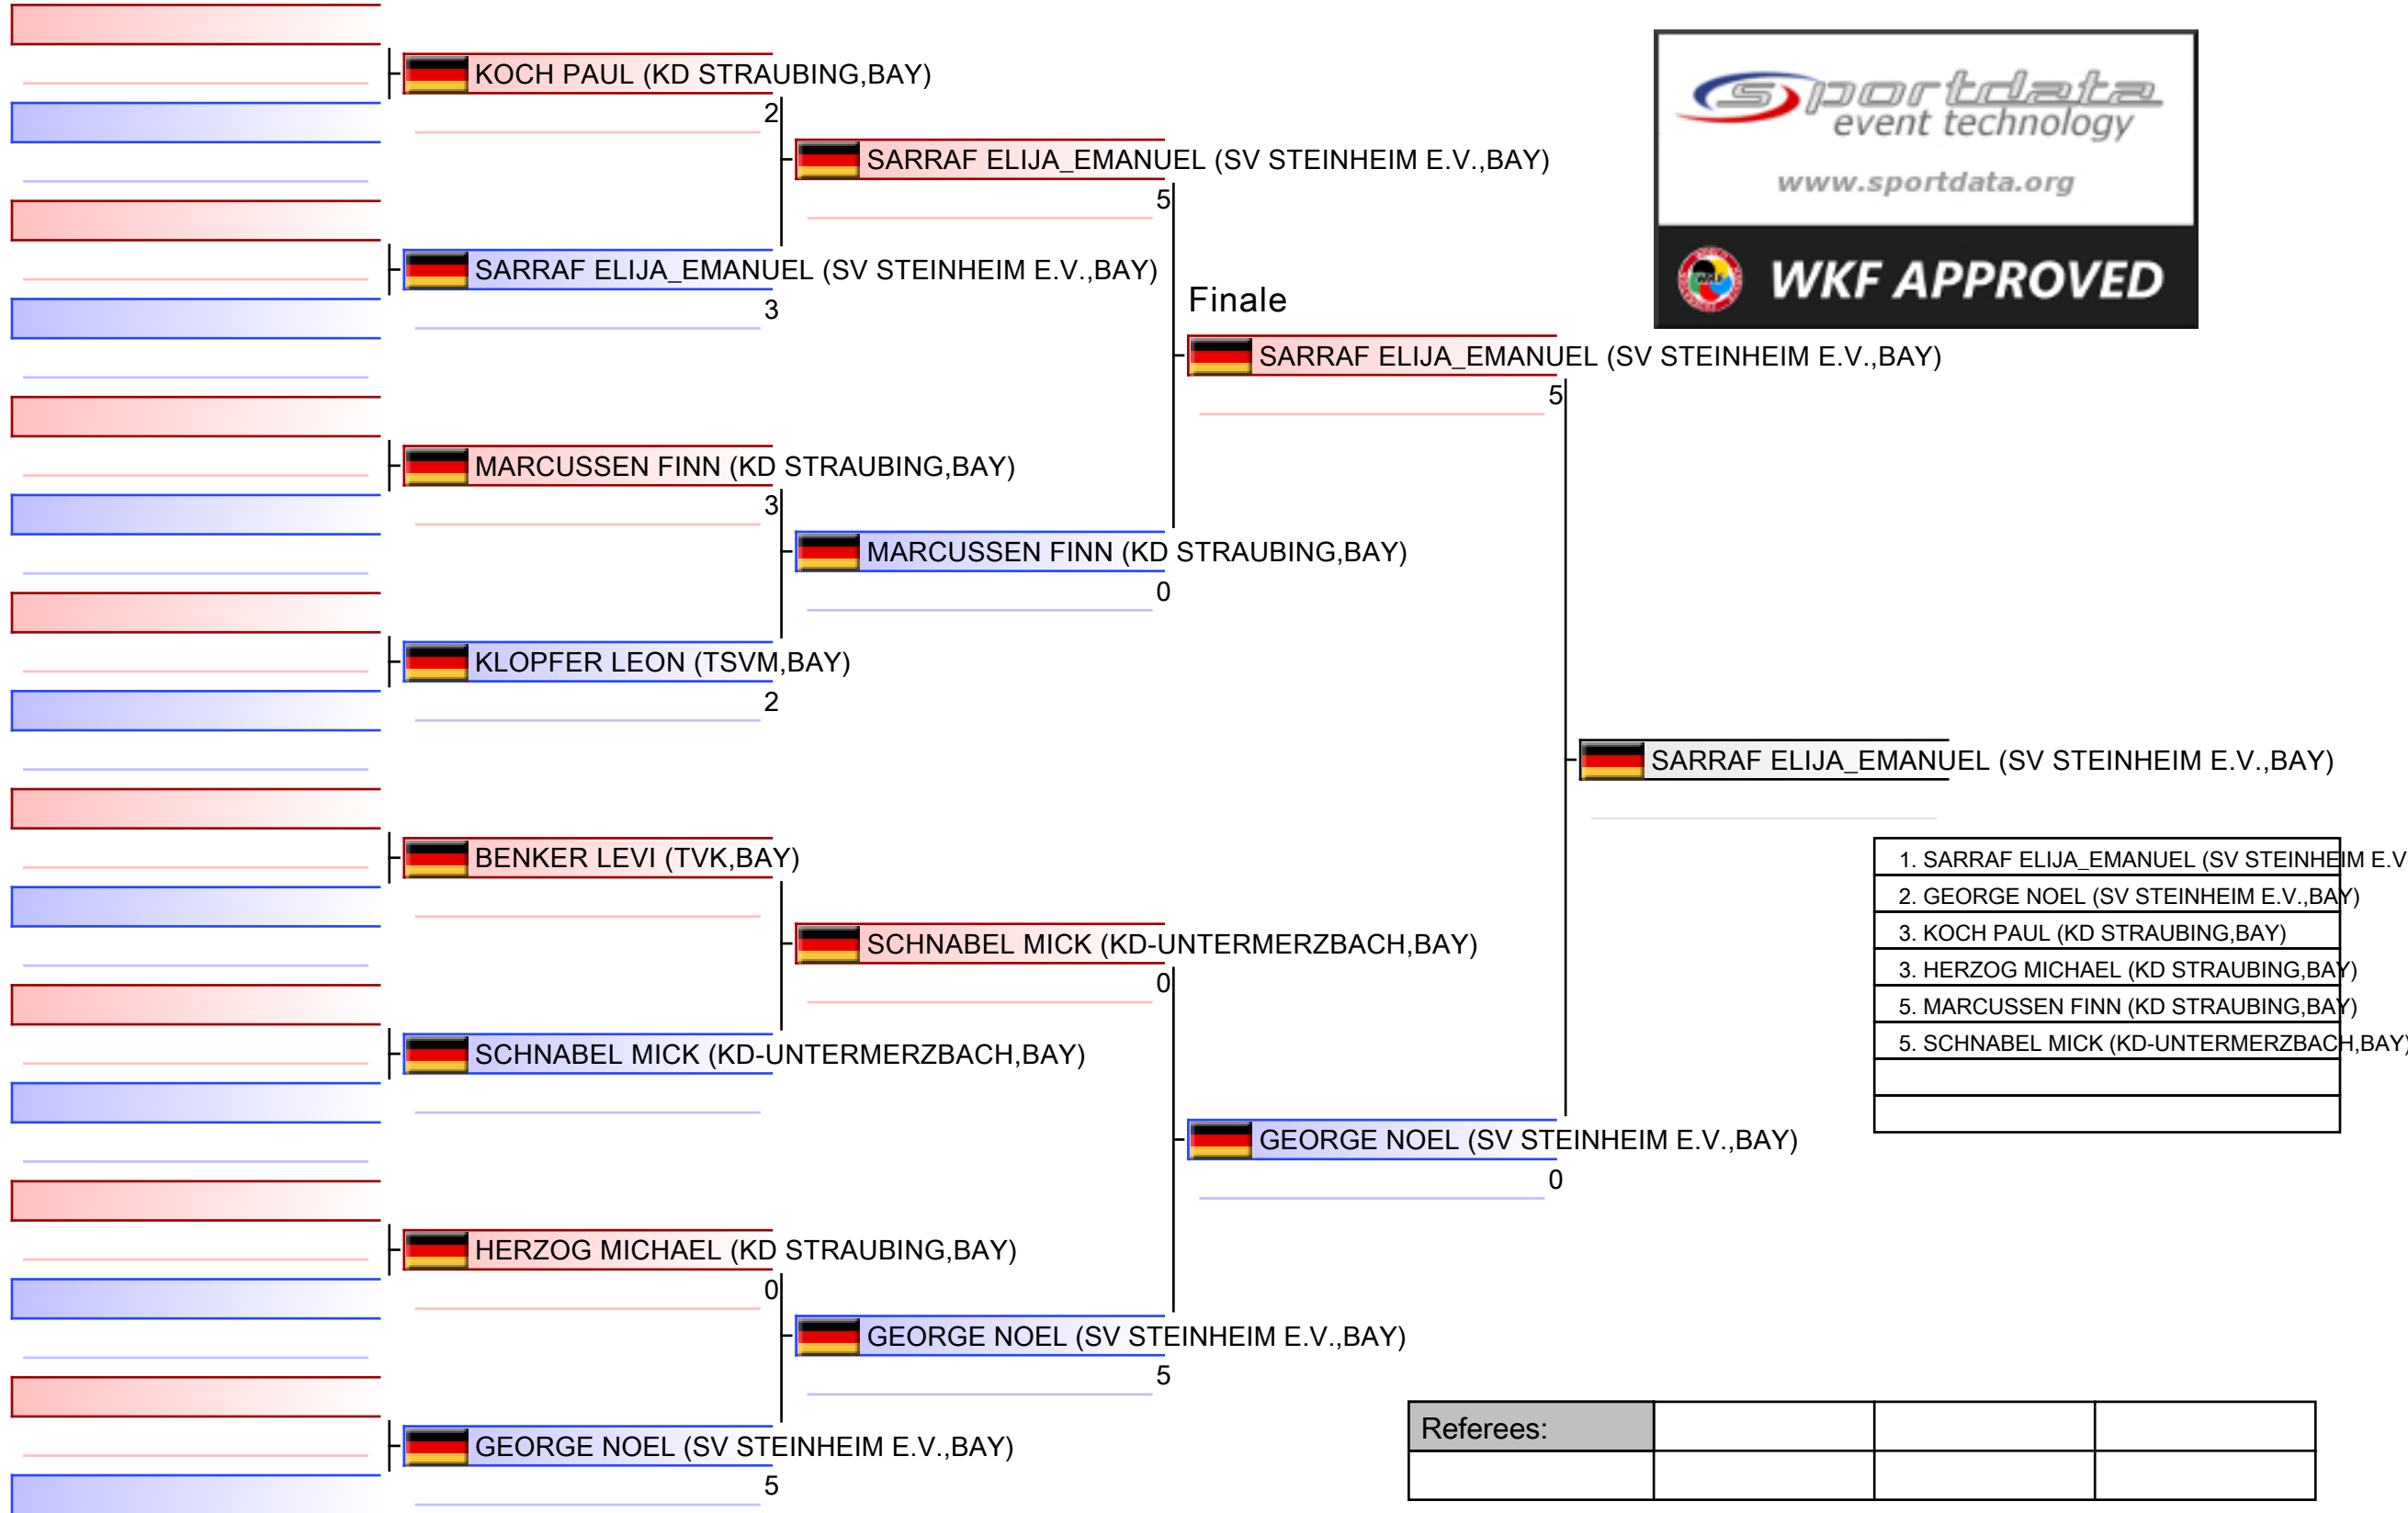 KOCH PAUL (KD STRAUBING,BAY)
2
SARRAF ELIJA_EMANUEL (SV STEINHEIM E.V.,BAY)
5
SARRAF ELIJA_EMANUEL (SV STEINHEIM E.V.,BAY)
3
Finale
SARRAF ELIJA_EMANUEL (SV STEINHEIM E.V.,BAY)
5
MARCUSSEN FINN (KD STRAUBING,BAY)
3
MARCUSSEN FINN (KD STRAUBING,BAY)
0
KLOPFER LEON (TSVM,BAY)
2
SARRAF ELIJA_EMANUEL (SV STEINHEIM E.V.,BAY)
BENKER LEVI (TVK,BAY)
SCHNABEL MICK (KD-UNTERMERZBACH,BAY)
0
SCHNABEL MICK (KD-UNTERMERZBACH,BAY)
GEORGE NOEL (SV STEINHEIM E.V.,BAY)
0
HERZOG MICHAEL (KD STRAUBING,BAY)
0
GEORGE NOEL (SV STEINHEIM E.V.,BAY)
5
GEORGE NOEL (SV STEINHEIM E.V.,BAY)
5
sportdata
event technology
www.sportdata.org
WKF
WKF APPROVED
1. SARRAF ELIJA_EMANUEL (SV STEINHEIM E.V
2. GEORGE NOEL (SV STEINHEIM E.V.,BAY)
3. KOCH PAUL (KD STRAUBING,BAY)
3. HERZOG MICHAEL (KD STRAUBING,BAY)
5. MARCUSSEN FINN (KD STRAUBING,BAY)
5. SCHNABEL MICK (KD-UNTERMERZBACH,BAY)
Referees: